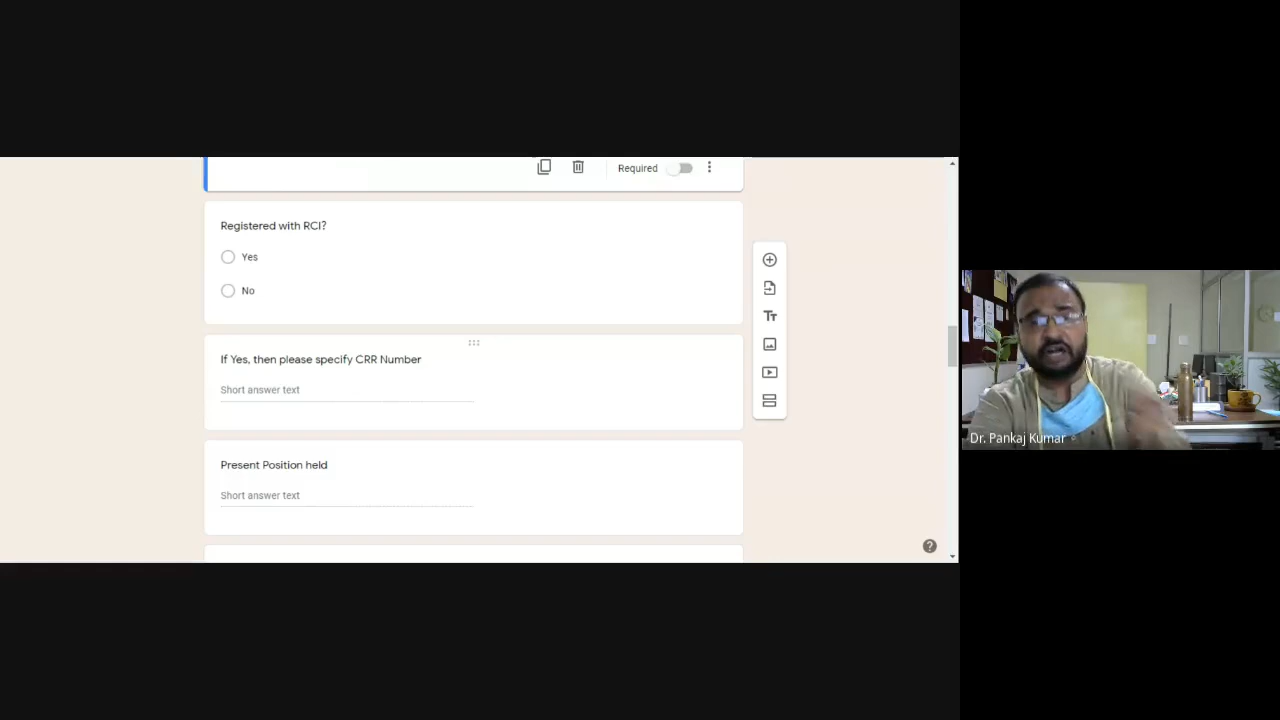 Required
Registered with RCI?
Yes
No
If Yes, then please specify CRR Number
Short answer text
Present Position held
Short answer text
Dr. Pankaj Kumar